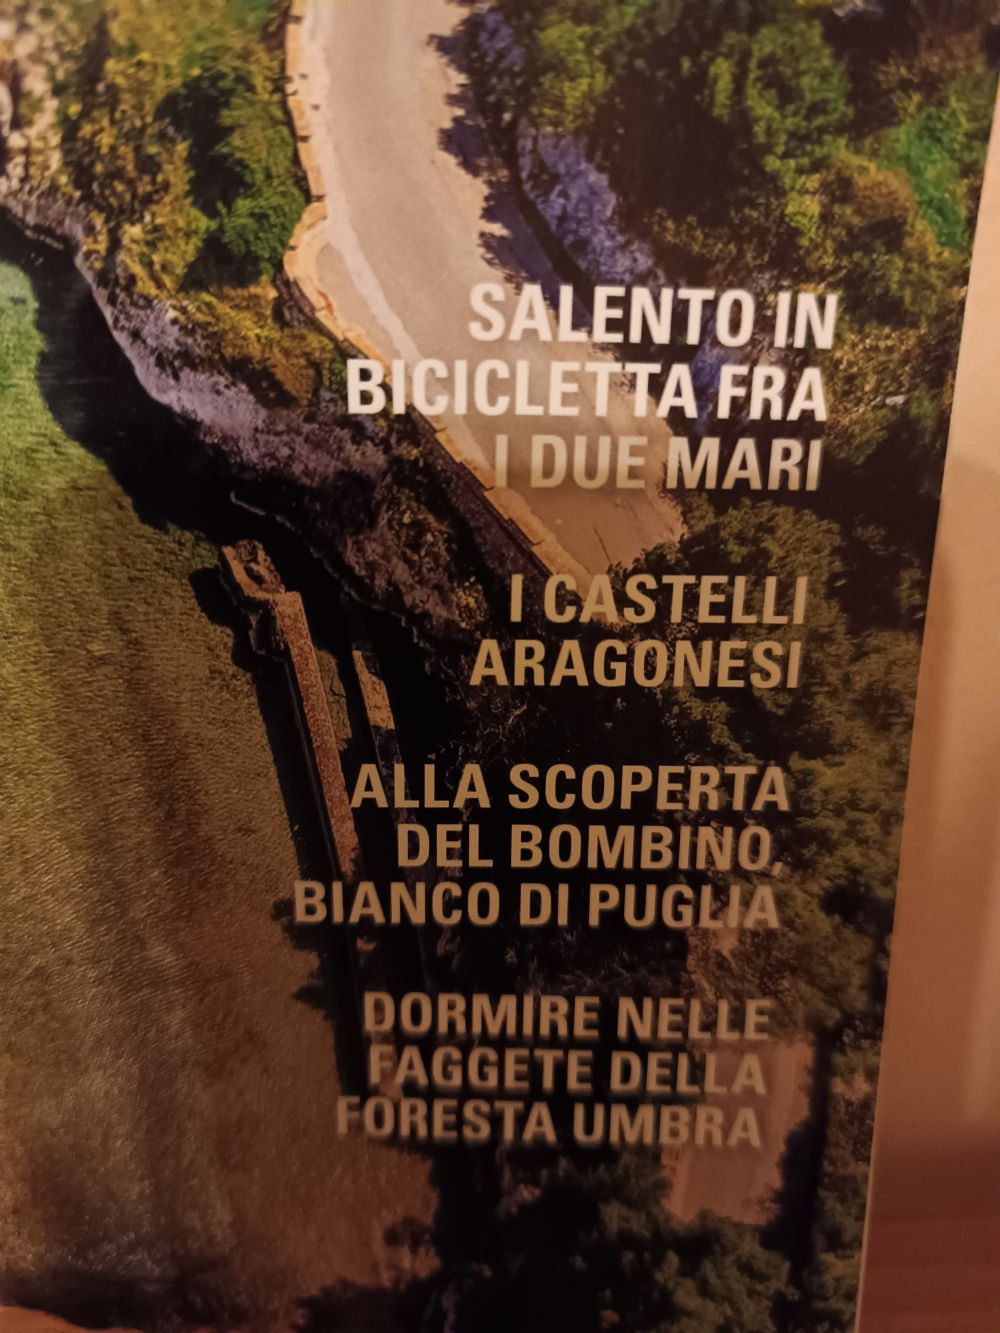 SALENTO IN
BICICLETTA FRA
I DUE MARI
I CASTELLI
ARAGONESI
ALLA SCOPERTA
DEL BOMBINO,
BIANCO DI PUGLIA
DORMIRE NELLE
FAGGETE DELLA
FORESTA UMBRA